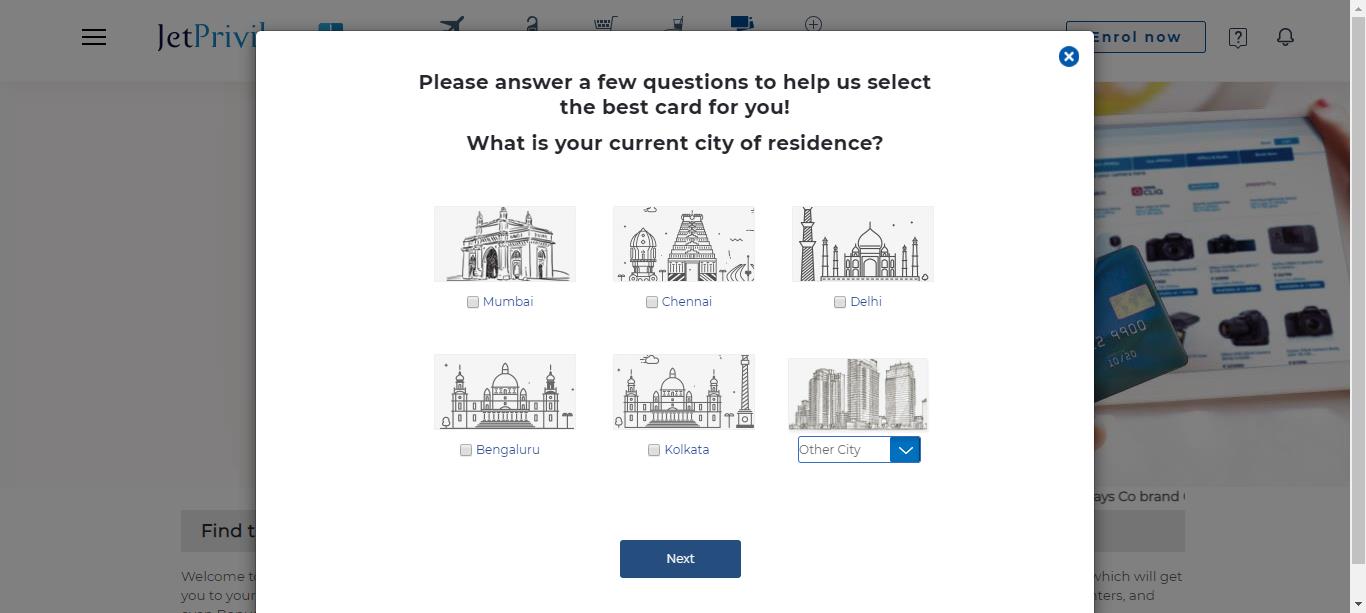 JetPrivil
Enrol now
Please answer a few questions to help us select
the best card for you!
What is your current city of residence?
Mumbai
Chennai
Delhi
Bengaluru
Kolkata
Other City
Next
9900
10/20
ays Co brand
Find t
Welcome t
which will get
you to your
nters, and